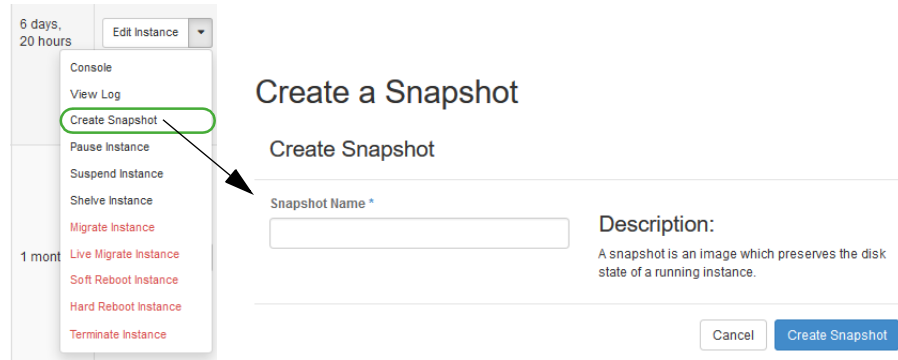 6 days,
20 hours
Edit Instance
Console
View Log
Create Snapshot
Pause Instance
Suspend Instance
Shelve Instance
Migrate Instance
1 mont
Live Migrate Instance
Soft Reboot Instance
Hard Reboot Instance
Terminate Instance
Create a Snapshot
Create Snapshot
Snapshot Name *
Description:
A snapshot is an image which preserves the disk
state of a running instance.
Cancel
Create Snapshot